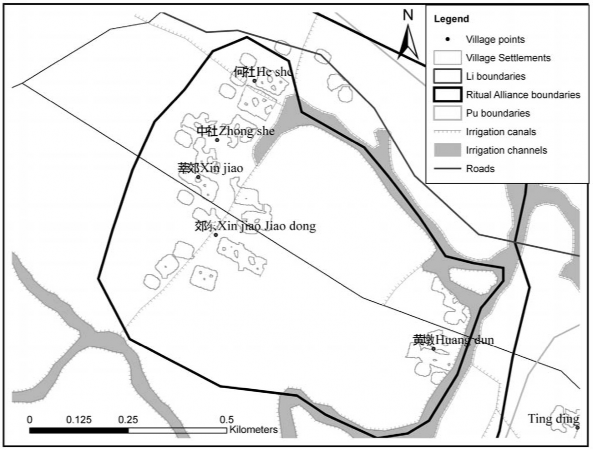 N
Legend
Village points
Village Settlements
Li boundaries
Ritual Alliance boundaries
Pu boundaries
Irrigation canals
Irrigation channels
Roads
何社He she
中社Zhong she
莘郊Xin jiao
郊东Xin jiao Jiao dong
黄墩Huang dun
Ting ding
0 0.125 0.25 0.5
Kilometers